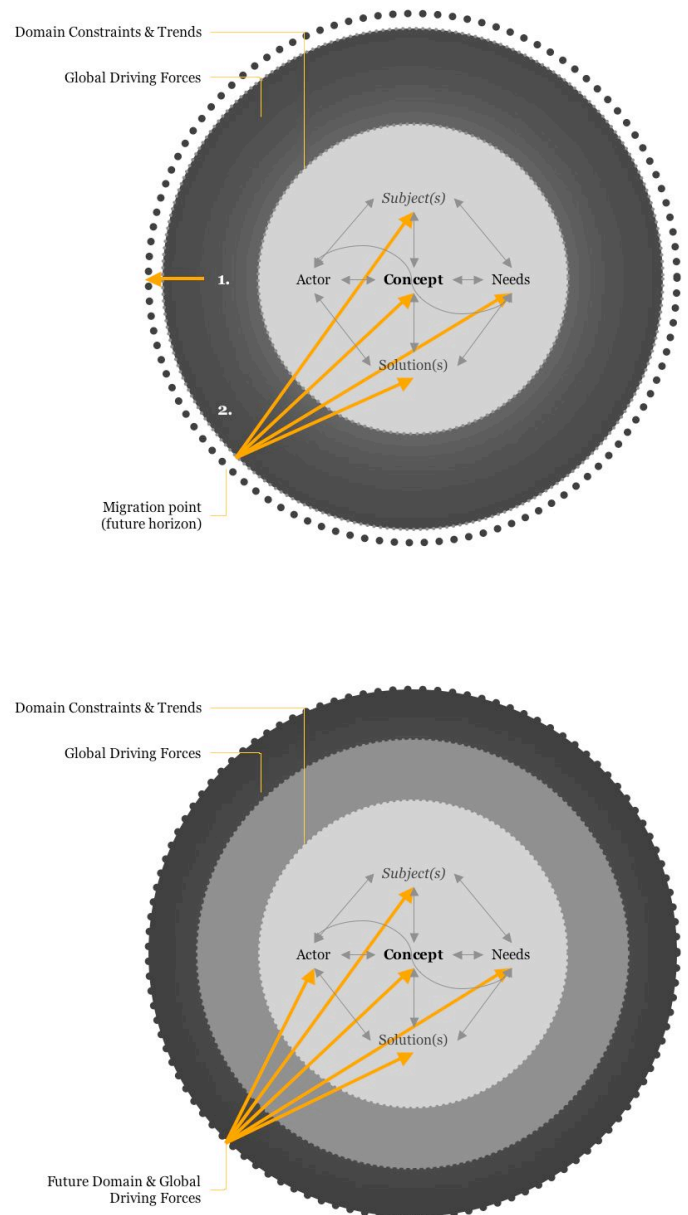 Domain Constraints & Trends
Global Driving Forces
Subject(s)
1.
Actor
Concept
Needs
Solution(s)
2.
Migration point
(future horizon)
Domain Constraints & Trends
Global Driving Forces
Subject(s)
Actor
Concept
Needs
Solution(s)
Future Domain & Global
Driving Forces